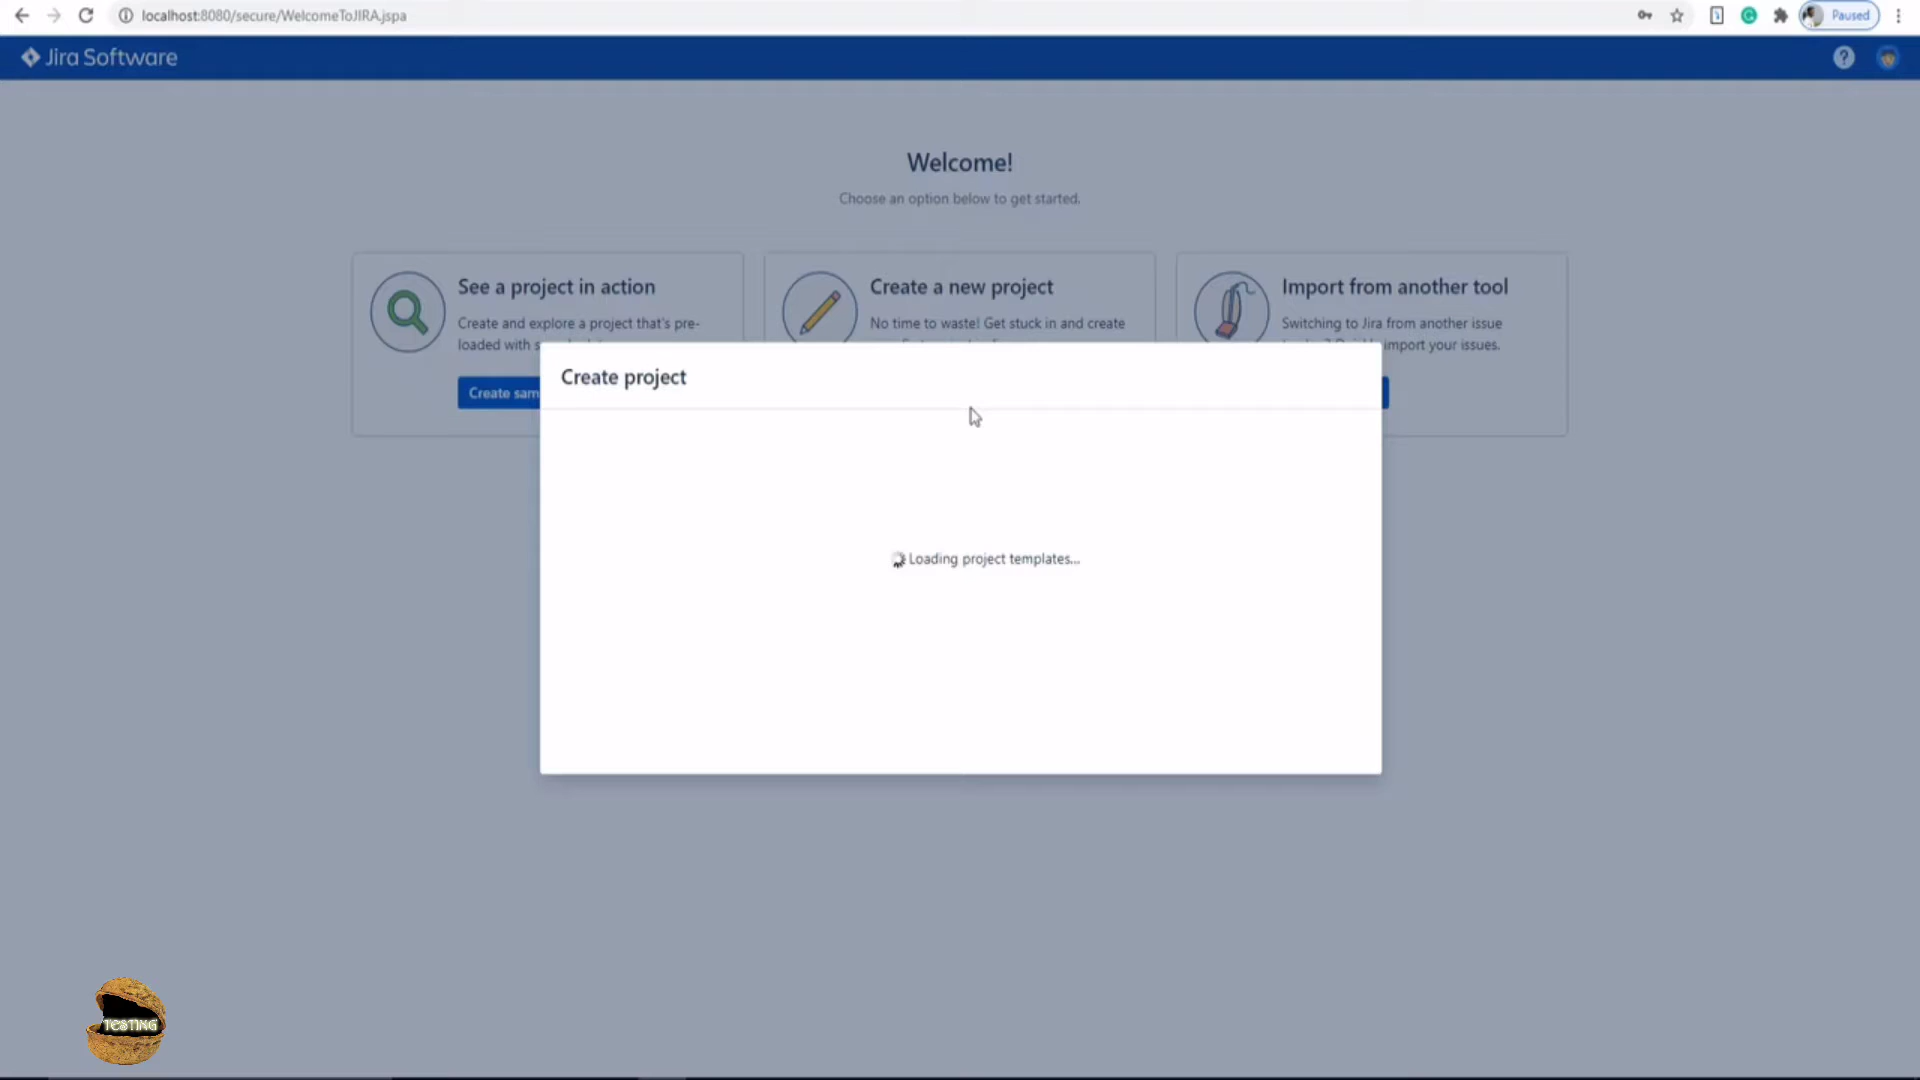 localhost:8080/secure/WelcomeToJIRA.jspa
Paused
Jira Software
?
Welcome!
Choose an option below to get started.
See a project in action
Create and explore a project that's pre-
loaded with s
Create sam
Create a new project
No time to waste! Get stuck in and create
Import from another tool
Switching to Jira from another issue
import your issues.
Create project
Loading project templates...
TESTING